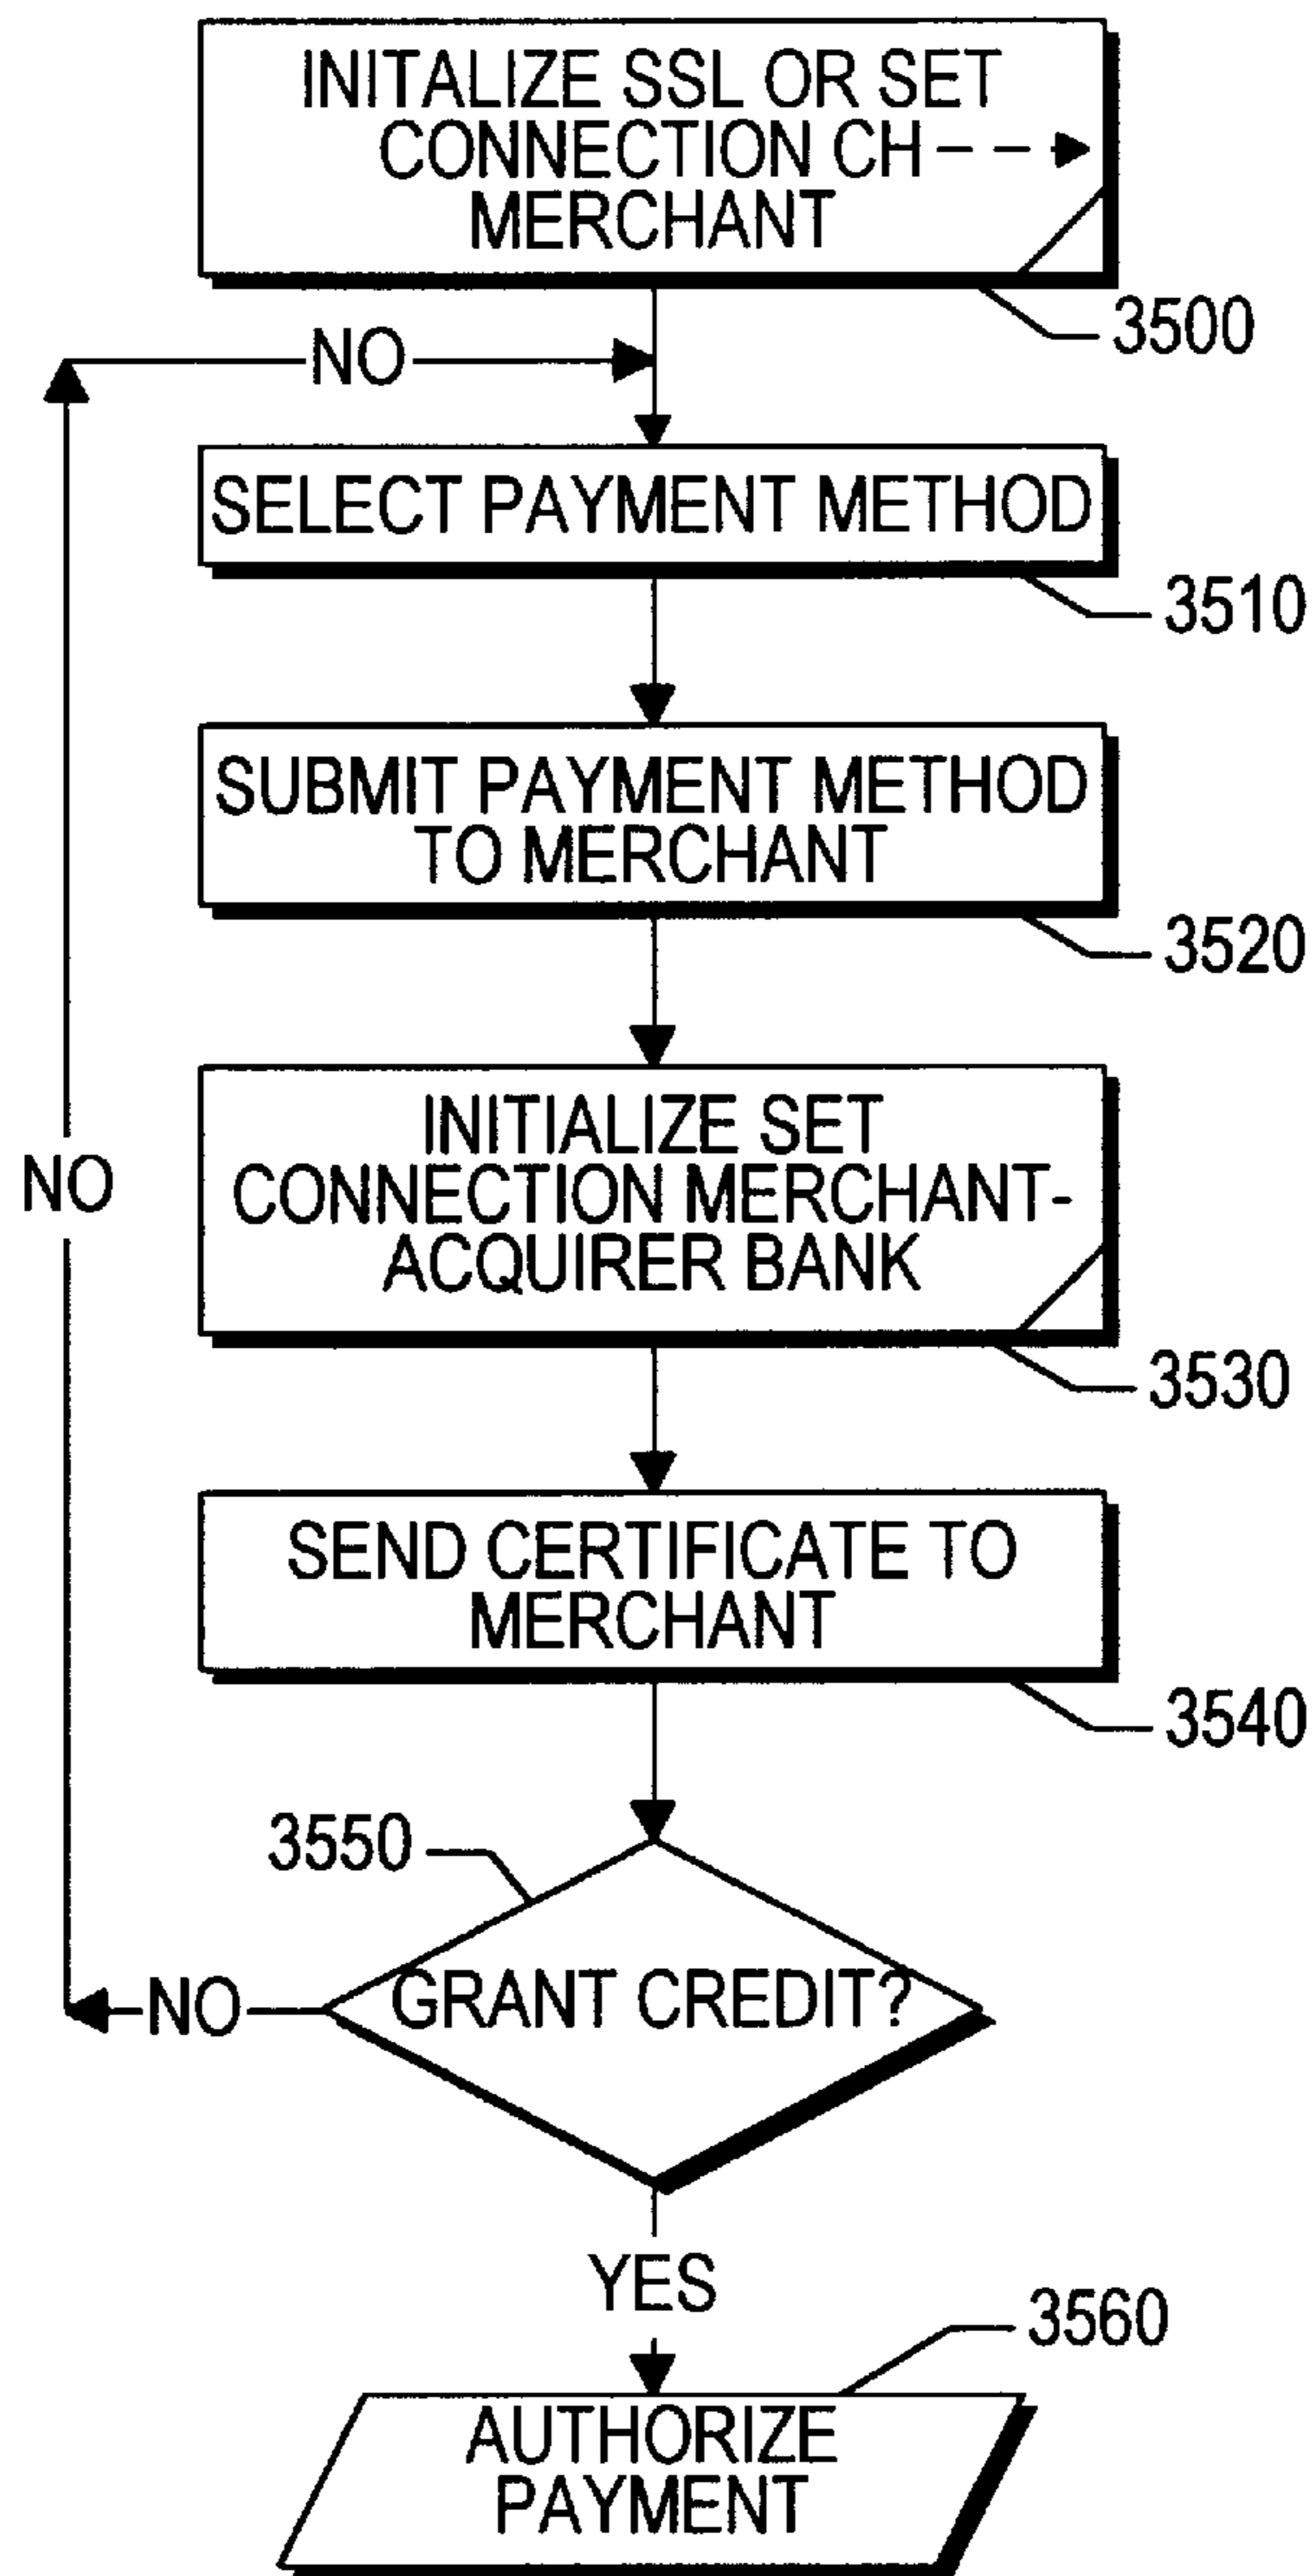 INITALIZE SSL OR SET
CONNECTION CH
MERCHANT
3500
NO
SELECT PAYMENT METHOD
3510
SUBMIT PAYMENT METHOD
TO MERCHANT
3520
INITIALIZE SET
CONNECTION MERCHANT-
ACQUIRER BANK
NO
3530
SEND CERTIFICATE TO
MERCHANT
3540
3550
GRANT CREDIT?
NO
YES
3560
AUTHORIZE
PAYMENT